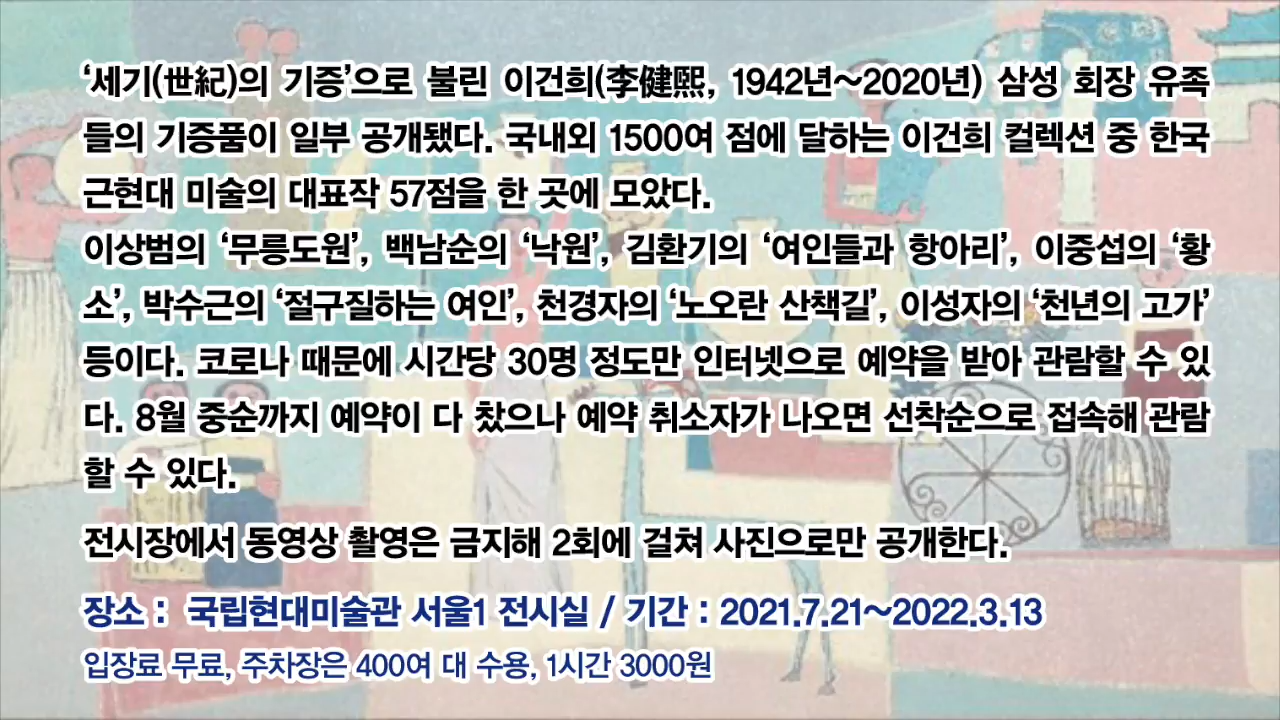 ‘세기(世紀)의 기증’으로 불린 이건희(李健熙, 1942년~2020년) 삼성 회장 유족
들의 기증품이 일부 공개됐다. 국내외 1500여 점에 달하는 이건희 컬렉션 중 한국
근현대 미술의 대표작 57점을 한 곳에 모았다.
이상범의 ‘무릉도원’, 백남순의 ‘낙원’, 김환기의 ‘여인들과 항아리’, 이중섭의 ‘황
소’, 박수근의 ‘절구질하는 여인’, 천경자의 ‘노오란 산책길’, 이성자의 ‘천년의 고가’
등이다. 코로나 때문에 시간당 30명 정도만 인터넷으로 예약을 받아 관람할 수 있
다. 8월 중순까지 예약이 다 찼으나 예약 취소자가 나오면 선착순으로 접속해 관람
할 수 있다.
전시장에서 동영상 촬영은 금지해 2회에 걸쳐 사진으로만 공개한다.
장소 : 국립현대미술관 서울1 전시실 / 기간 : 2021.7.21~2022.3.13
입장료 무료, 주차장은 400여 대 수용, 1시간 3000원